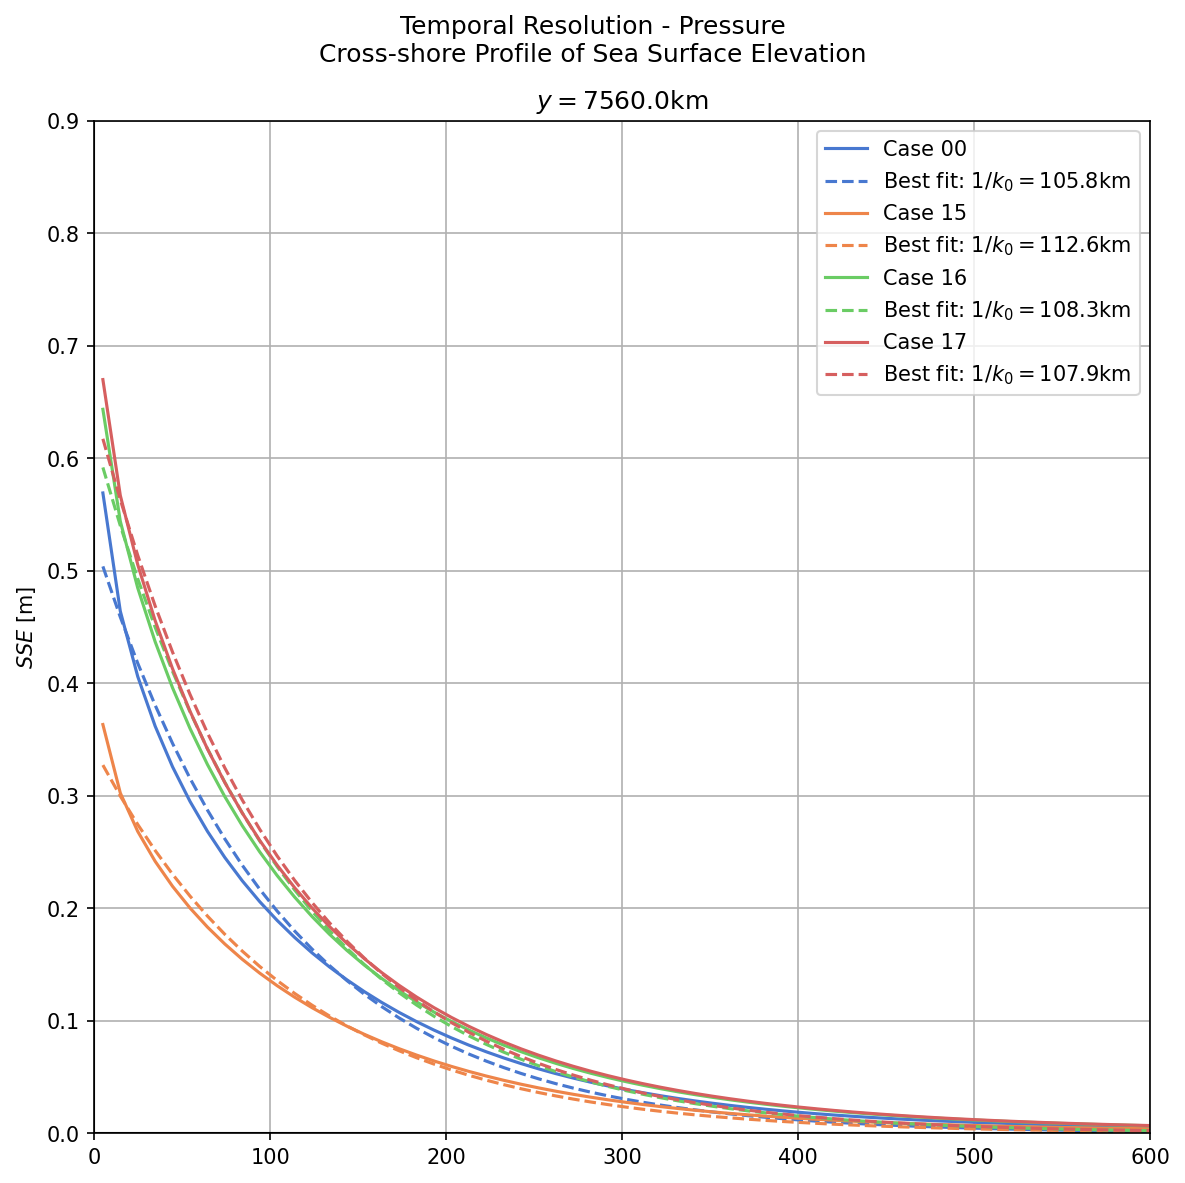 Temporal Resolution - Pressure
Cross-shore Profile of Sea Surface Elevation
y = 7560.0km
0.9
0.8
0.7
0.6
0.5
0.4
0.3
0.2
0.1
0.0
SSE [m]
Case 00
Best fit: 1/k₀ = 105.8km
Case 15
Best fit: 1/k₀ = 112.6km
Case 16
Best fit: 1/k₀ = 108.3km
Case 17
Best fit: 1/k₀ = 107.9km
0 100 200 300 400 500 600